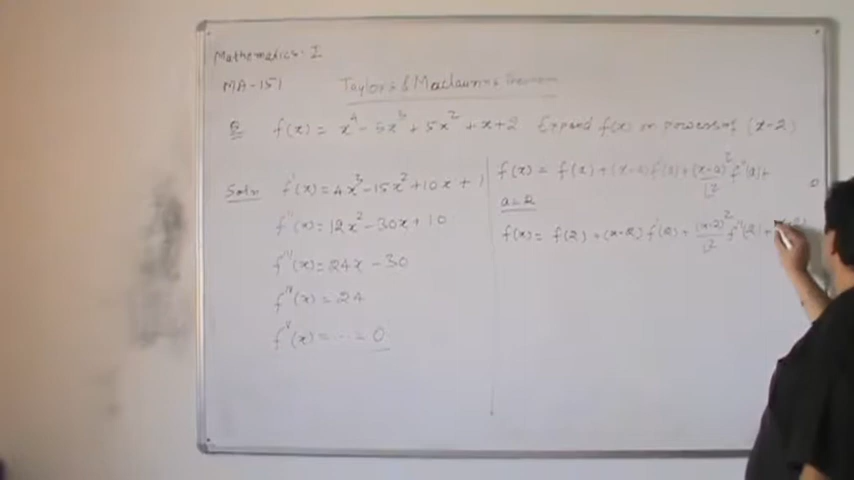 Mathematics-I
MA-151
Taylor's & Maclaurin's Theorem
Q f(x) = x⁴ - 5x³ + 5x² + x + 2 Expand f(x) in powers of (x-2)
Soln f'(x) = 4x³ - 15x² + 10x + 1
f''(x) = 12x² - 30x + 10
f'''(x) = 24x - 30
f⁗(x) = 24
fᵛ(x) = ... = 0
f(x) = f(a) + (x-a) f'(a) + (x-a)²/⌊2 f''(a) +
a = 2
f(x) = f(2) + (x-2) f'(2) + (x-2)²/⌊2 f''(2) +